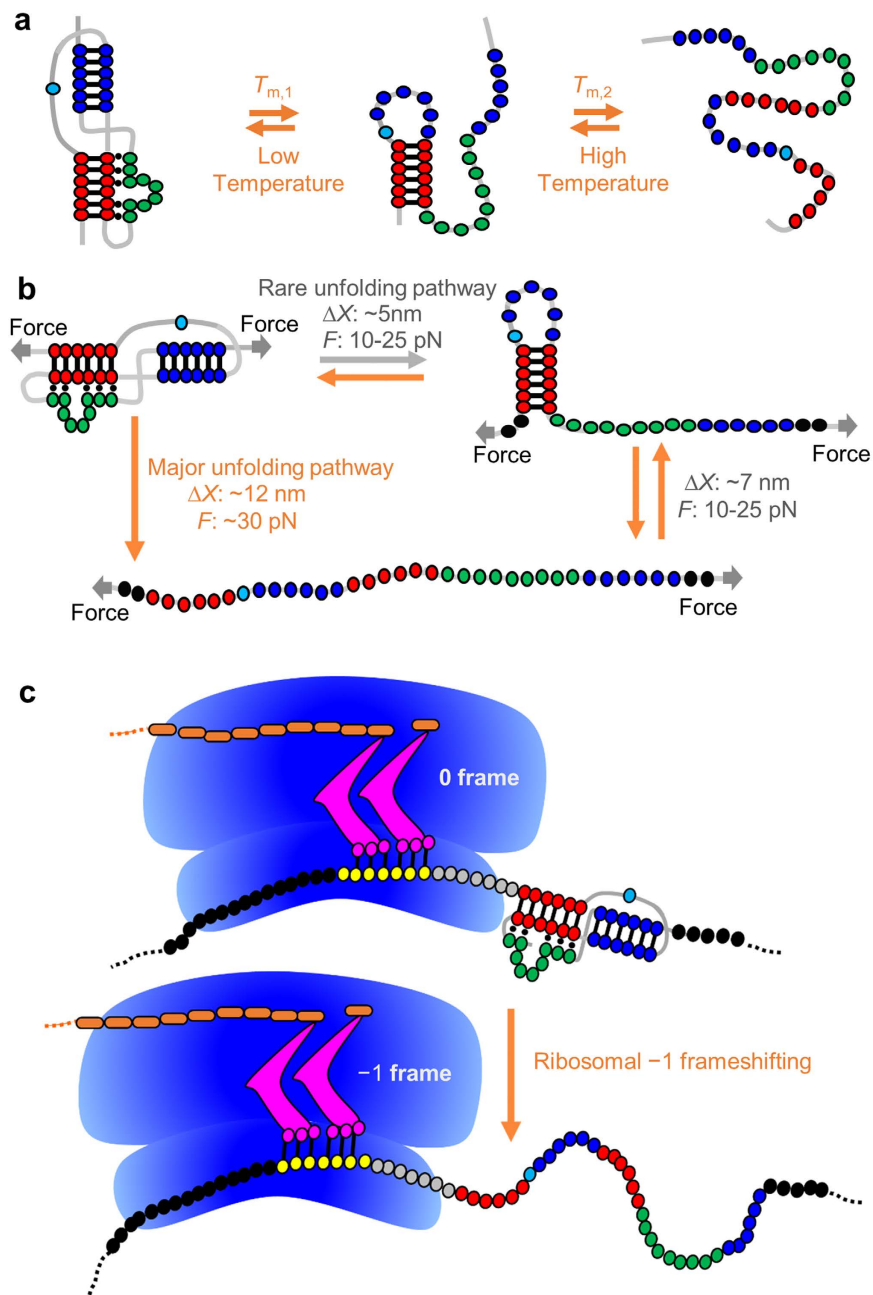 a
T m,1
Low
Temperature
T m,2
High
Temperature
b
Rare unfolding pathway
ΔX: ~5nm
F: 10-25 pN
Force
Force
Major unfolding pathway
ΔX: ~12 nm
F: ~30 pN
Force
Force
ΔX: ~7 nm
F: 10-25 pN
Force
Force
c
0 frame
−1 frame
Ribosomal −1 frameshifting